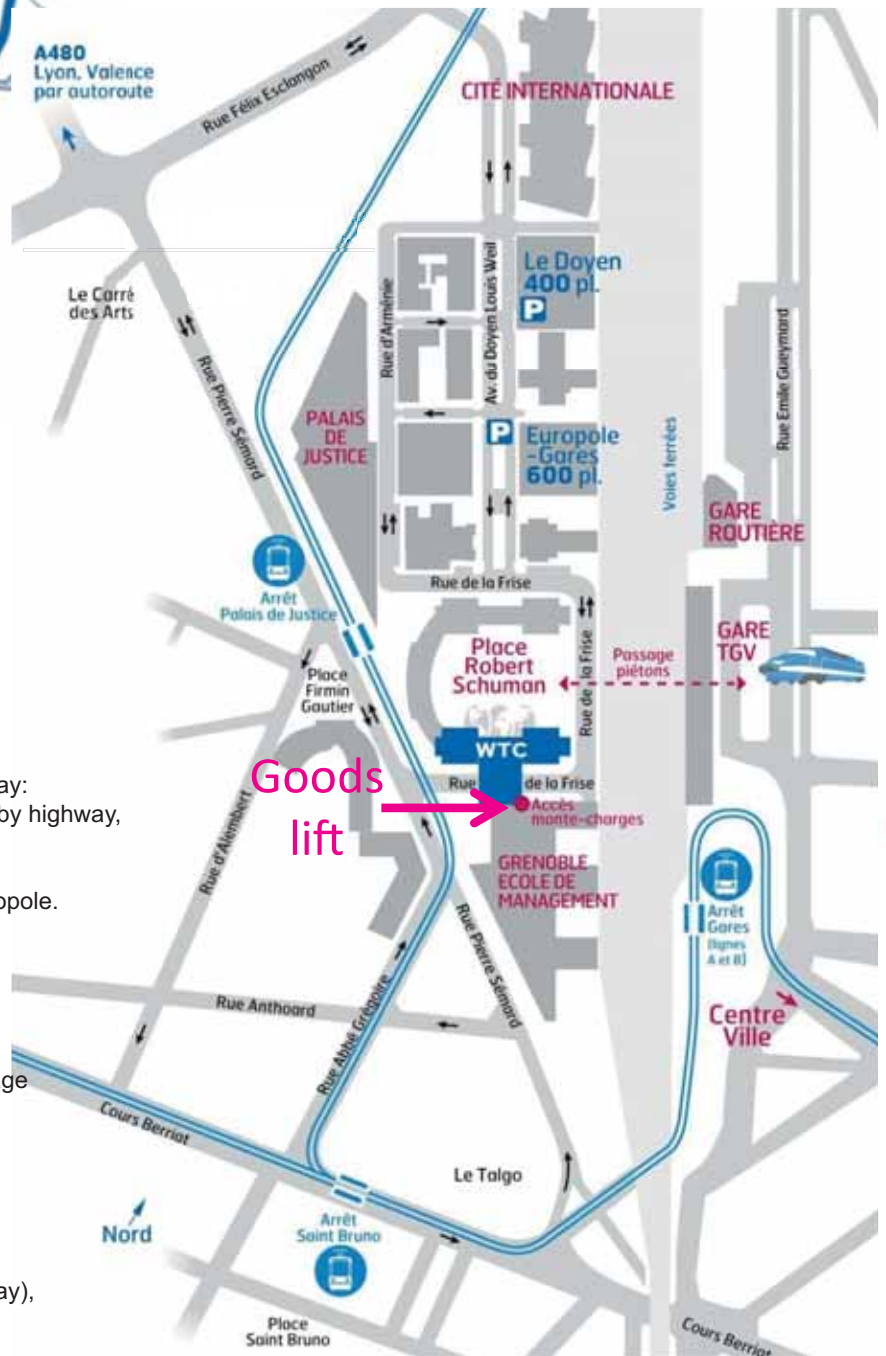 A480
Lyon, Valence
par autoroute
Rue Félix Esclangon
CITÉ INTERNATIONALE
Le Carré
des Arts
Rue Pierre Sémard
Rue d'Arménie
Av. du Doyen Louis Weil
Le Doyen
400 pl.
P
PALAIS
DE
JUSTICE
P
Europole
-Gares
600 pl.
Voies ferrées
Rue Emile Gueymard
GARE
ROUTIÈRE
Arrêt
Palais de Justice
Rue de la Frise
Place
Robert
Schuman
Rue de la Frise
Passage
piétons
GARE
TGV
Place
Firmin
Gautier
WTC
Rue de la Frise
ay:
by highway,
Goods
lift
Accès
monte-charges
Rue d'Alembert
GRENOBLE
ECOLE DE
MANAGEMENT
opole.
Arrêt
Gares
(lignes
A et B)
Rue Pierre Sémard
Rue Anthoard
Rue Abbé Grégoire
Centre
Ville
ge
Cours Berriat
Le Talgo
Nord
Arrêt
Saint Bruno
ay),
Place
Saint Bruno
Cours Berriat